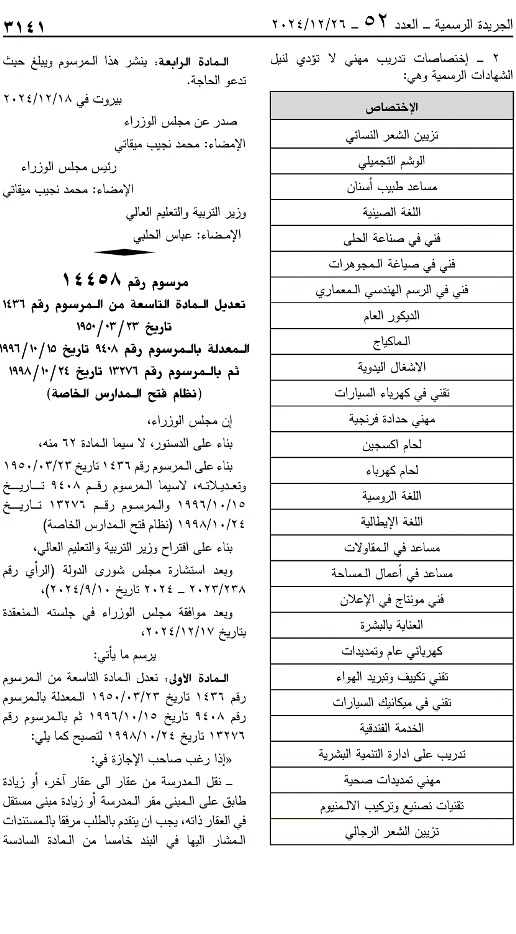 الجريدة الرسمية ــ العدد ٥٢ ــ ٢٠٢٤/١٢/٢٦
٣١٤١
٢ ــ إختصاصات تدريب مهني لا تؤدي لنيل
الشهادات الرسمية وهي:
الإختصاص
تزيين الشعر النسائي
الوشم التجميلي
مساعد طبيب أسنان
اللغة الصينية
فني في صناعة الحلى
فني في صياغة المجوهرات
فني في الرسم الهندسي المعماري
الديكور العام
الماكياج
الاشغال اليدوية
تقني في كهرباء السيارات
مهني حدادة فرنجية
لحام اكسجين
لحام كهرباء
اللغة الروسية
اللغة الإيطالية
مساعد في المقاولات
مساعد في أعمال المساحة
فني مونتاج في الإعلان
العناية بالبشرة
كهربائي عام وتمديدات
تقني تكييف وتبريد الهواء
تقني في ميكانيك السيارات
الخدمة الفندقية
تدريب على ادارة التنمية البشرية
مهني تمديدات صحية
تقنيات تصنيع وتركيب الالمنيوم
تزيين الشعر الرجالي
المادة الرابعة: ينشر هذا المرسوم ويبلغ حيث
تدعو الحاجة.
بيروت في ٢٠٢٤/١٢/١٨
صدر عن مجلس الوزراء
الإمضاء: محمد نجيب ميقاتي
رئيس مجلس الوزراء
الإمضاء: محمد نجيب ميقاتي
وزير التربية والتعليم العالي
الإمضاء: عباس الحلبي
مرسوم رقم ١٤٤٥٨
تعديل المادة التاسعة من المرسوم رقم ١٤٣٦
تاريخ ١٩٥٠/٠٣/٢٣
المعدلة بالمرسوم رقم ٩٤٠٨ تاريخ ١٩٩٦/١٠/١٥
ثم بالمرسوم رقم ١٣٢٧٦ تاريخ ١٩٩٨/١٠/٢٤
(نظام فتح المدارس الخاصة)
إن مجلس الوزراء،
بناء على الدستور، لا سيما المادة ٦٢ منه،
بناء على المرسوم رقم ١٤٣٦ تاريخ ١٩٥٠/٠٣/٢٣
وتعديلاته، لاسيما المرسوم رقم ٩٤٠٨ تاريخ
١٩٩٦/١٠/١٥ والمرسوم رقم ١٣٢٧٦ تاريخ
١٩٩٨/١٠/٢٤ (نظام فتح المدارس الخاصة)
بناء على اقتراح وزير التربية والتعليم العالي،
وبعد استشارة مجلس شورى الدولة (الرأي رقم
٢٠٢٣/٢٣٨ ــ ٢٠٢٤ تاريخ ٢٠٢٤/٩/١٠)،
وبعد موافقة مجلس الوزراء في جلسته المنعقدة
بتاريخ ٢٠٢٤/١٢/١٧،
يرسم ما يأتي:
المادة الأولى: تعدل المادة التاسعة من المرسوم
رقم ١٤٣٦ تاريخ ١٩٥٠/٠٣/٢٣ المعدلة بالمرسوم
رقم ٩٤٠٨ تاريخ ١٩٩٦/١٠/١٥ ثم بالمرسوم رقم
١٣٢٧٦ تاريخ ١٩٩٨/١٠/٢٤ لتصبح كما يلي:
«إذا رغب صاحب الإجازة في:
ــ نقل المدرسة من عقار الى عقار آخر، أو زيادة
طابق على المبنى مقر المدرسة أو زيادة مبنى مستقل
في العقار ذاته، يجب ان يتقدم بالطلب مرفقا بالمستندات
المشار اليها في البند خامسا من المادة السادسة